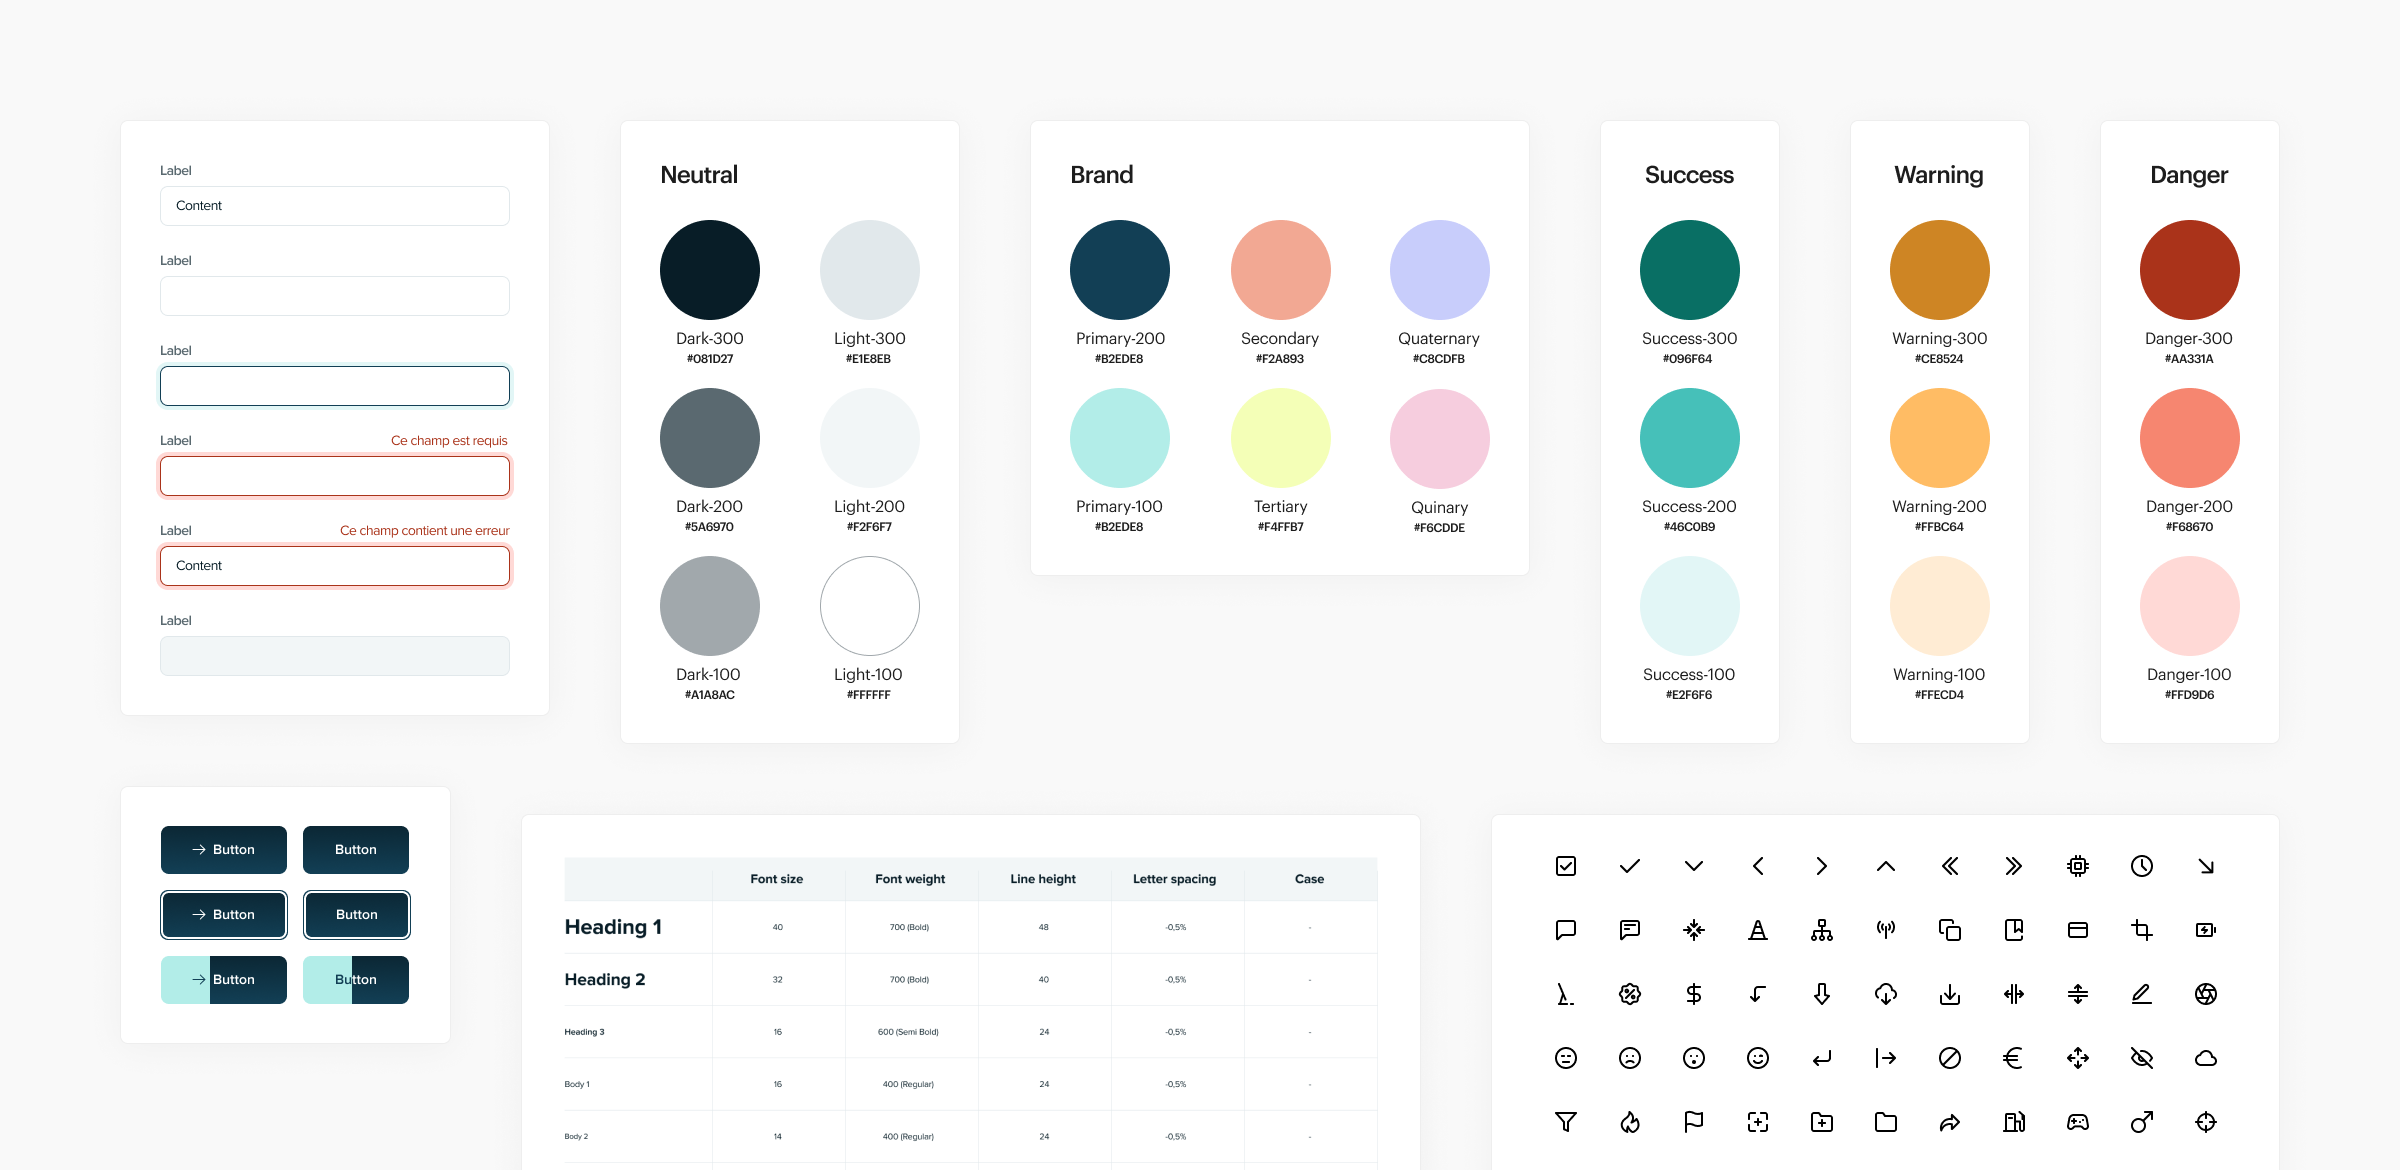 Label
Content
Label
Label
Label Ce champ est requis
Label Ce champ contient une erreur
Content
Label
Neutral
Dark-300 Light-300
#081D27 #E1E8EB
Dark-200 Light-200
#5A6970 #F2F6F7
Dark-100 Light-100
#A1A8AC #FFFFFF
Brand
Primary-200 Secondary Quaternary
#B2EDE8 #F2A893 #C8CDFB
Primary-100 Tertiary Quinary
#B2EDE8 #F4FFB7 #F6CDDE
Success
Success-300
#096F64
Success-200
#46C0B9
Success-100
#E2F6F6
Warning
Warning-300
#CE8524
Warning-200
#FFBC64
Warning-100
#FFECD4
Danger
Danger-300
#AA331A
Danger-200
#F68670
Danger-100
#FFD9D6
Button Button
Button Button
Button Button
Font size Font weight Line height Letter spacing Case
Heading 1 40 700 (Bold) 48 -0,5% -
Heading 2 32 700 (Bold) 40 -0,5% -
Heading 3 16 600 (Semi Bold) 24 -0,5% -
Body 1 16 400 (Regular) 24 -0,5% -
Body 2 14 400 (Regular) 24 -0,5% -